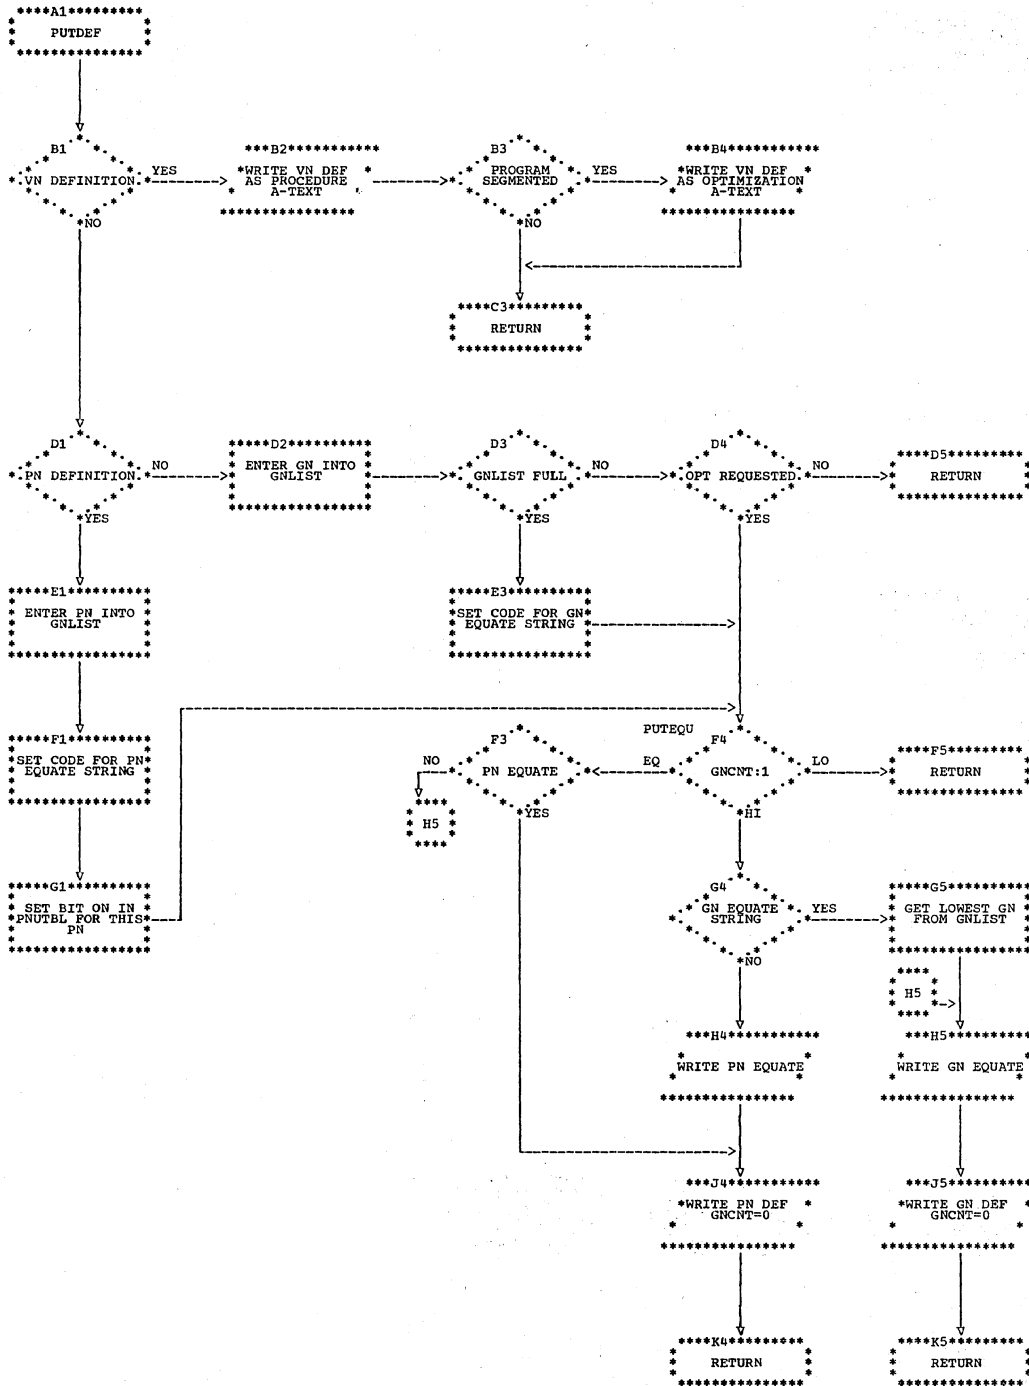 A1
PUTDEF
B1
VN DEFINITION
YES
NO
B2
WRITE VN DEF
AS PROCEDURE
A-TEXT
B3
PROGRAM
SEGMENTED
YES
NO
B4
WRITE VN DEF
AS OPTIMIZATION
A-TEXT
C3
RETURN
D1
PN DEFINITION
NO
YES
D2
ENTER GN INTO
GNLIST
D3
GNLIST FULL
NO
YES
D4
OPT REQUESTED
NO
YES
D5
RETURN
E1
ENTER PN INTO
GNLIST
E3
SET CODE FOR GN
EQUATE STRING
F1
SET CODE FOR PN
EQUATE STRING
F3
PN EQUATE
NO
YES
H5
PUTEQU
F4
GNCNT:1
EQ
LO
HI
F5
RETURN
G1
SET BIT ON IN
PNUTBL FOR THIS
PN
G4
GN EQUATE
STRING
YES
NO
G5
GET LOWEST GN
FROM GNLIST
H5
H4
WRITE PN EQUATE
H5
WRITE GN EQUATE
J4
WRITE PN DEF
GNCNT=0
J5
WRITE GN DEF
GNCNT=0
K4
RETURN
K5
RETURN